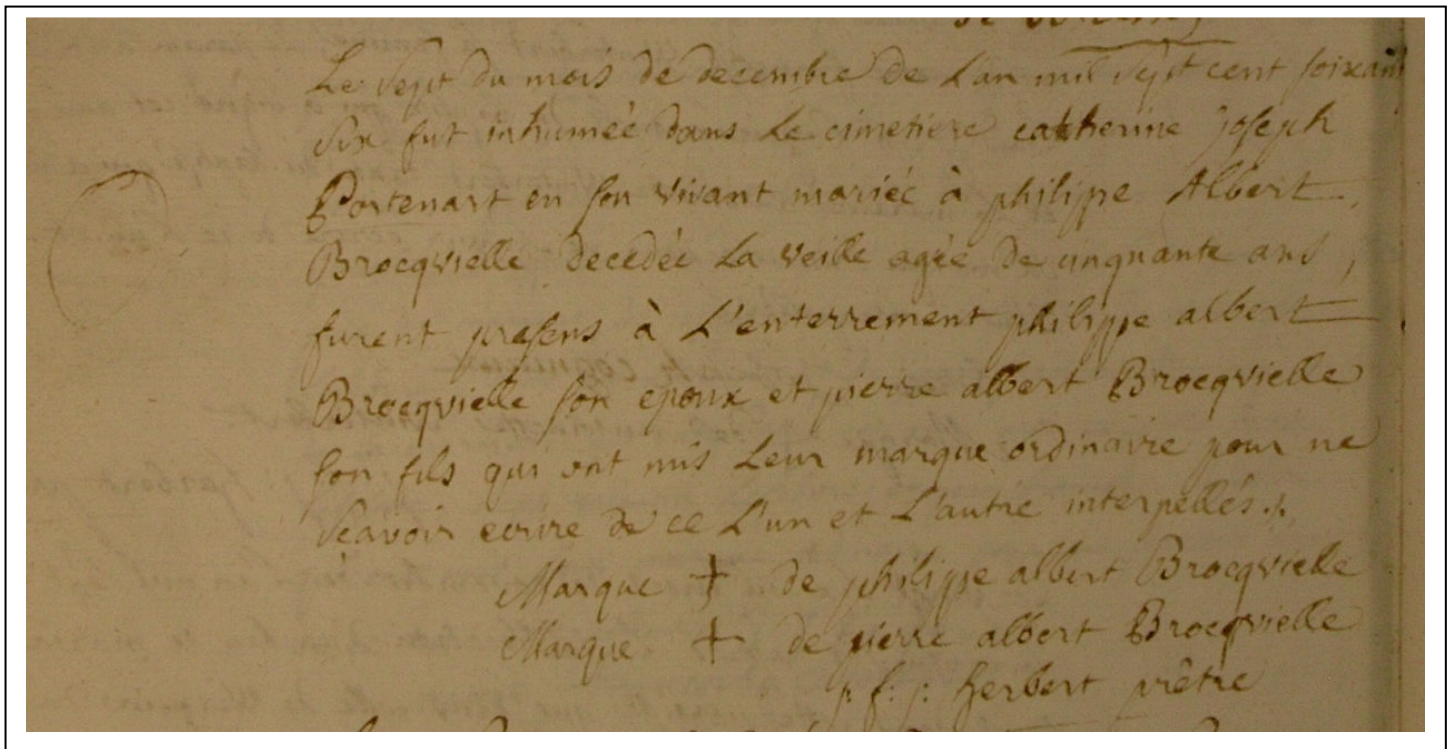 Le sept du mois de decembre de L'an mil sept cent soixant
six fut inhumée dans Le cimetiere catherine joseph
Portenart en son vivant mariée à philippe Albert
Brocqvielle decedée La veille agée de cinquante ans,
furent presens à L'enterrement philippe albert
Brocqvielle son epoux et pierre albert Brocqvielle
son fils qui ont mis Leur marque ordinaire pour ne
sçavoir ecrire de ce L'un et L'autre interpellés.
Marque + de philippe albert Brocqvielle
Marque + de pierre albert Brocqvielle
p. f. j. herbert prêtre